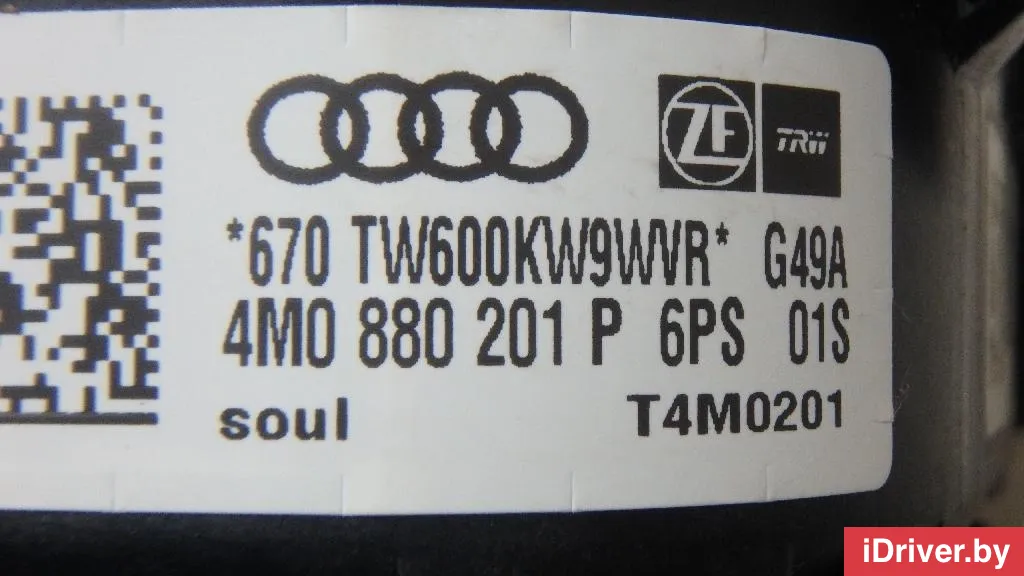 ZF TRW
*670 TW600KW9WVR* G49A
4M0 880 201 P 6PS 01S
soul T4M0201
iDriver.by